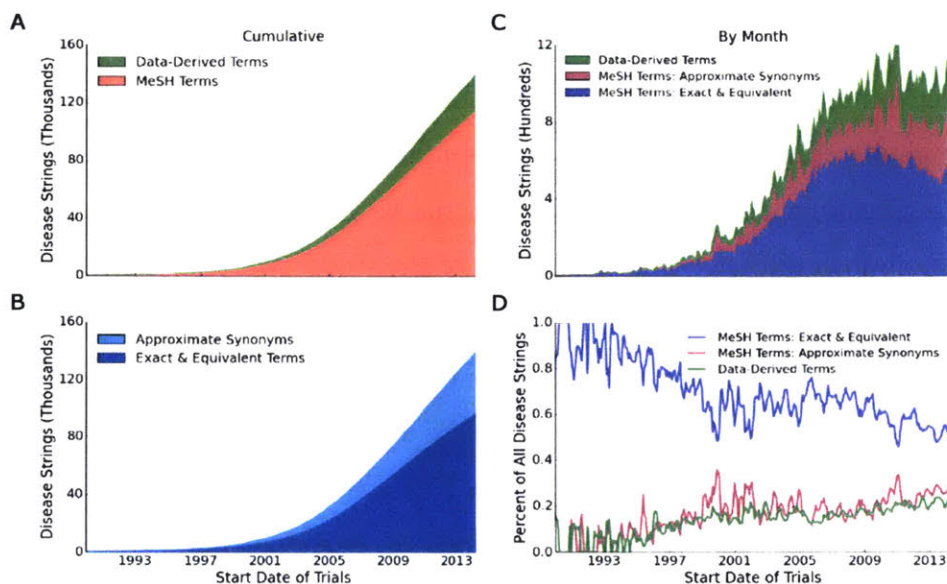 A
Cumulative
160
120
80
40
0
Disease Strings (Thousands)
Data-Derived Terms
MeSH Terms
B
160
120
80
40
0
Disease Strings (Thousands)
Approximate Synonyms
Exact & Equivalent Terms
1993 1997 2001 2005 2009 2013
Start Date of Trials
C
By Month
12
8
4
0
Disease Strings (Hundreds)
Data-Derived Terms
MeSH Terms: Approximate Synonyms
MeSH Terms: Exact & Equivalent
D
1.0
0.8
0.6
0.4
0.2
0.0
Percent of All Disease Strings
MeSH Terms: Exact & Equivalent
MeSH Terms: Approximate Synonyms
Data-Derived Terms
1993 1997 2001 2005 2009 2013
Start Date of Trials